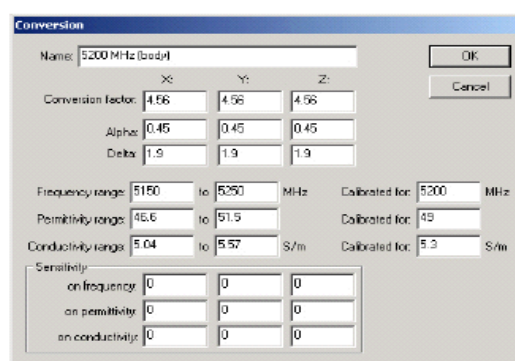 Conversion
Name: 5200 MHz (body) OK
X: Y: Z: Cancel
Conversion factor: 4.56 4.56 4.56
Alpha: 0.45 0.45 0.45
Delta: 1.9 1.9 1.9
Frequency range: 5150 to 5250 MHz Calibrated for: 5200 MHz
Permittivity range: 46.6 to 51.5 Calibrated for: 49
Conductivity range: 5.04 to 5.57 S/m Calibrated for: 5.3 S/m
Sensitivity
on frequency: 0 0 0
on permittivity: 0 0 0
on conductivity: 0 0 0